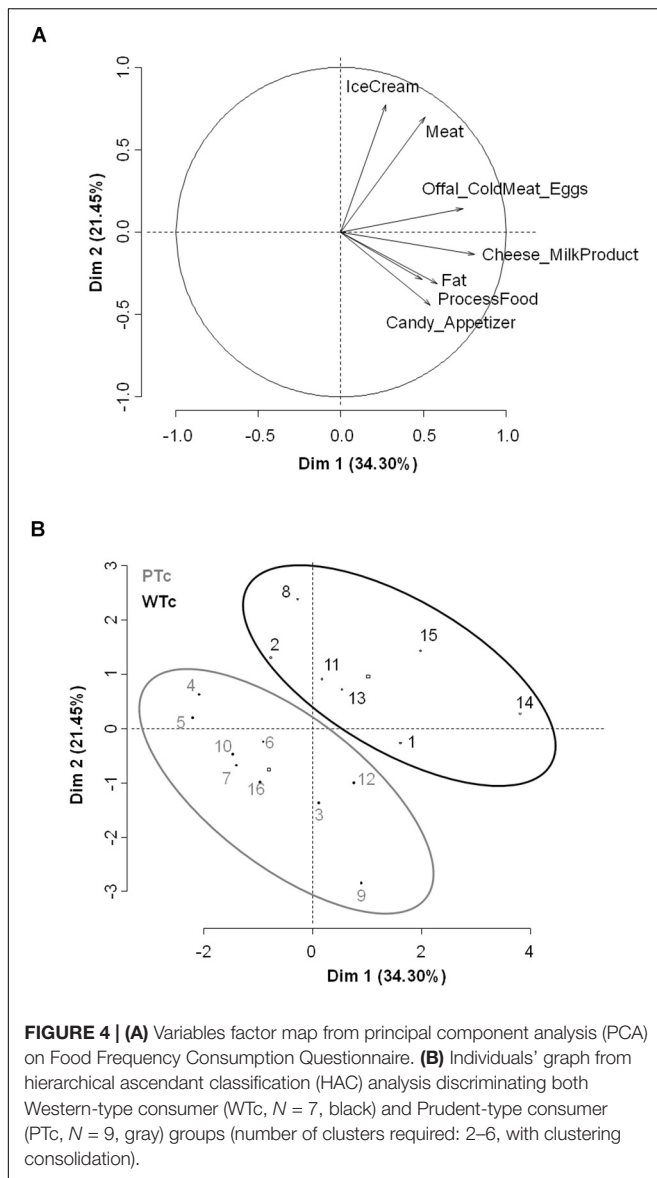 A
1.0
IceCream
Meat
0.5
Offal_ColdMeat_Eggs
Dim 2 (21.45%)
0.0
Cheese_MilkProduct
Fat
ProcessFood
-0.5
Candy_Appetizer
-1.0
-1.0 -0.5 0.0 0.5 1.0
Dim 1 (34.30%)
B
3
PTc
WTc
8
2
15
2
11
1
13
14
4
Dim 2 (21.45%)
0
5
1
6
10
7
-1
16
12
3
-2
9
-3
-2 0 2 4
Dim 1 (34.30%)
FIGURE 4 | (A) Variables factor map from principal component analysis (PCA)
on Food Frequency Consumption Questionnaire. (B) Individuals’ graph from
hierarchical ascendant classification (HAC) analysis discriminating both
Western-type consumer (WTc, N = 7, black) and Prudent-type consumer
(PTc, N = 9, gray) groups (number of clusters required: 2–6, with clustering
consolidation).